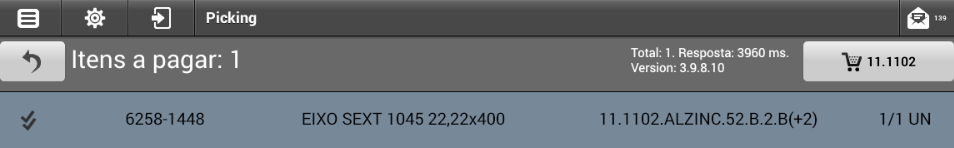 Picking
139
Itens a pagar: 1
Total: 1. Resposta: 3960 ms.
Version: 3.9.8.10
11.1102
6258-1448 EIXO SEXT 1045 22,22x400 11.1102.ALZINC.52.B.2.B(+2) 1/1 UN